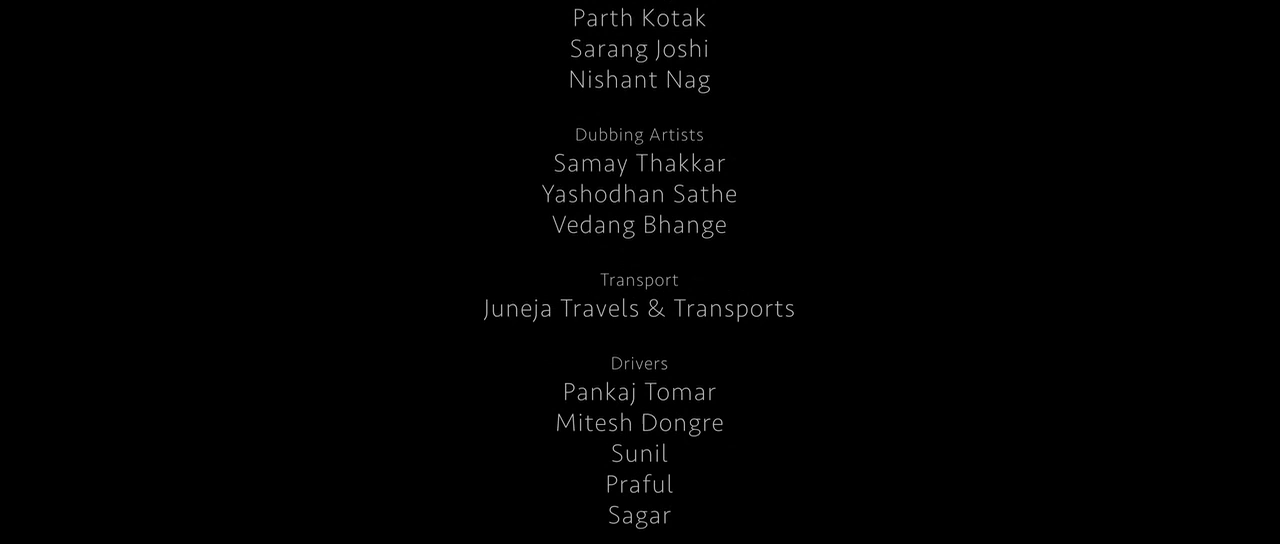 Parth Kotak
Sarang Joshi
Nishant Nag
Dubbing Artists
Samay Thakkar
Yashodhan Sathe
Vedang Bhange
Transport
Juneja Travels & Transports
Drivers
Pankaj Tomar
Mitesh Dongre
Sunil
Praful
Sagar